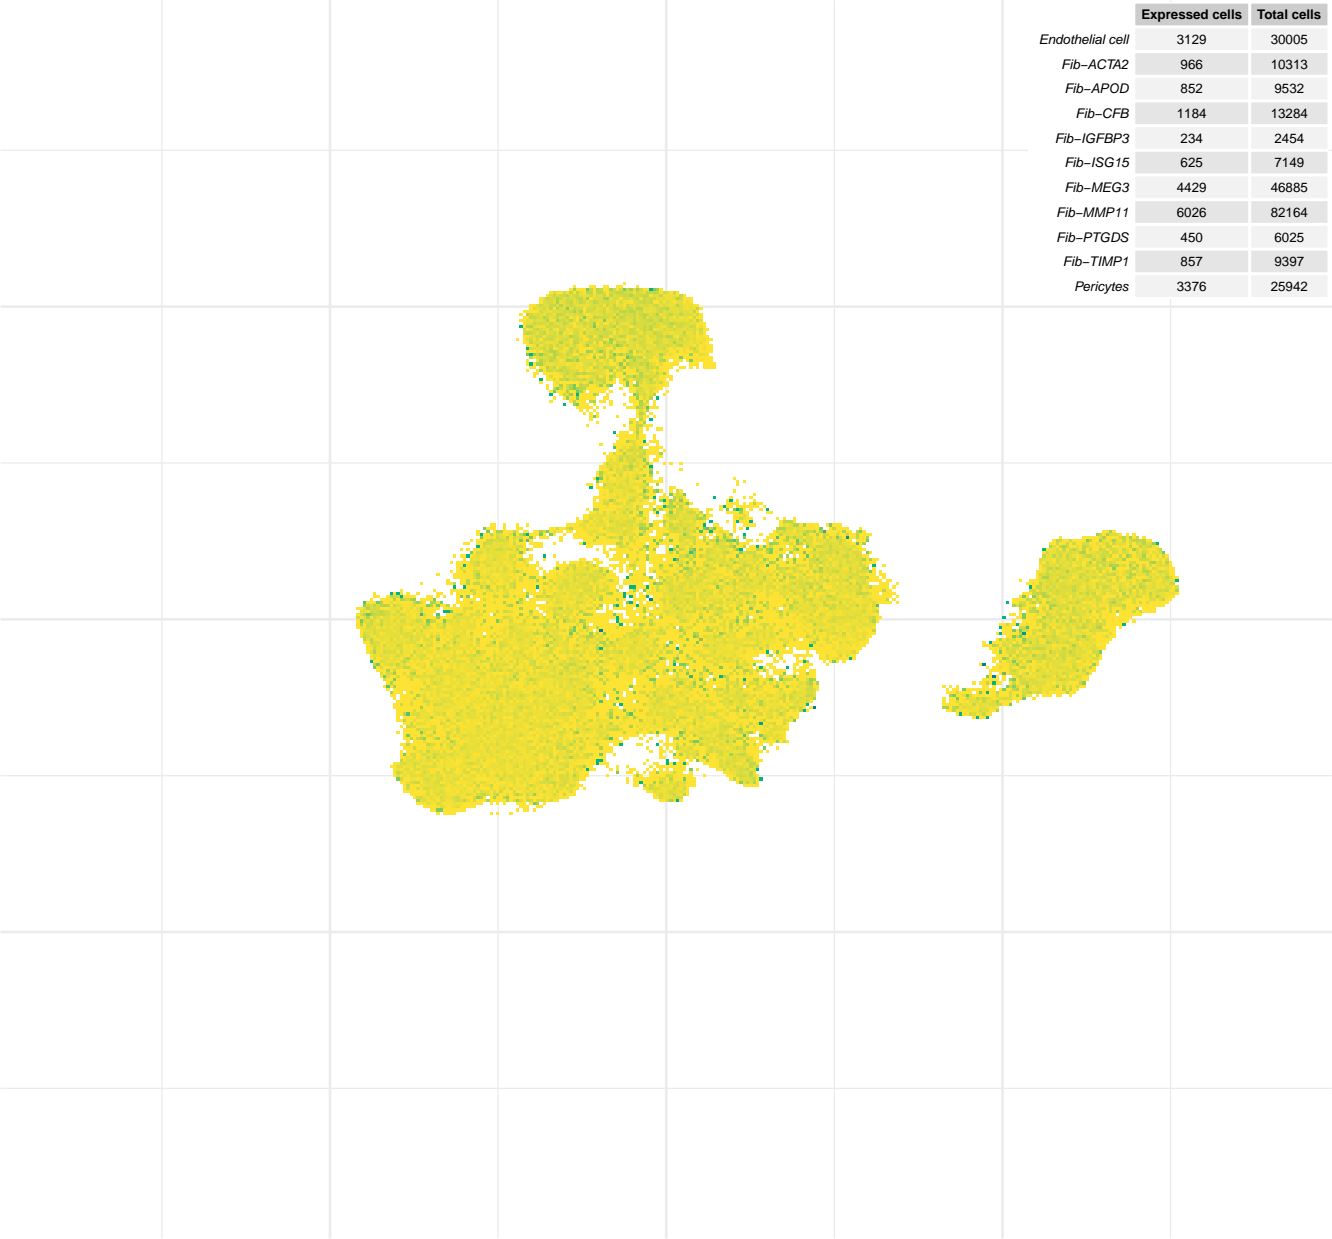 Expressed cells Total cells
Endothelial cell 3129 30005
Fib−ACTA2 966 10313
Fib−APOD 852 9532
Fib−CFB 1184 13284
Fib−IGFBP3 234 2454
Fib−ISG15 625 7149
Fib−MEG3 4429 46885
Fib−MMP11 6026 82164
Fib−PTGDS 450 6025
Fib−TIMP1 857 9397
Pericytes 3376 25942